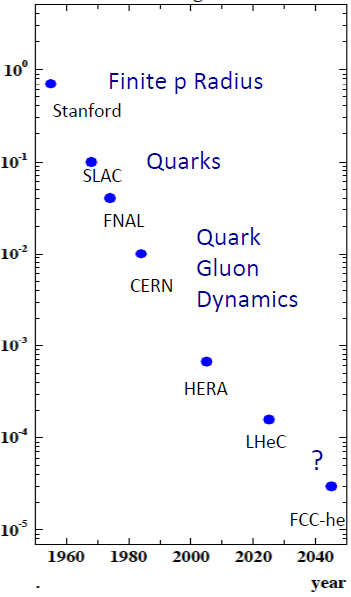 10^0
Finite p Radius
Stanford
10^-1
Quarks
SLAC
FNAL
Quark
Gluon
Dynamics
10^-2
CERN
10^-3
HERA
10^-4
LHeC
?
FCC-he
10^-5
1960 1980 2000 2020 2040
year